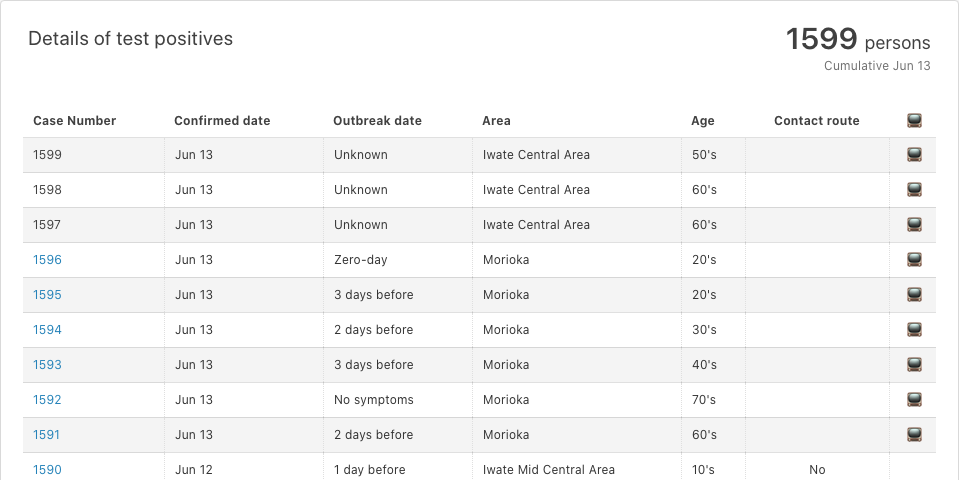 Details of test positives
1599 persons
Cumulative Jun 13
Case Number Confirmed date Outbreak date Area Age Contact route
1599 Jun 13 Unknown Iwate Central Area 50's
1598 Jun 13 Unknown Iwate Central Area 60's
1597 Jun 13 Unknown Iwate Central Area 60's
1596 Jun 13 Zero-day Morioka 20's
1595 Jun 13 3 days before Morioka 20's
1594 Jun 13 2 days before Morioka 30's
1593 Jun 13 3 days before Morioka 40's
1592 Jun 13 No symptoms Morioka 70's
1591 Jun 13 2 days before Morioka 60's
1590 Jun 12 1 day before Iwate Mid Central Area 10's No